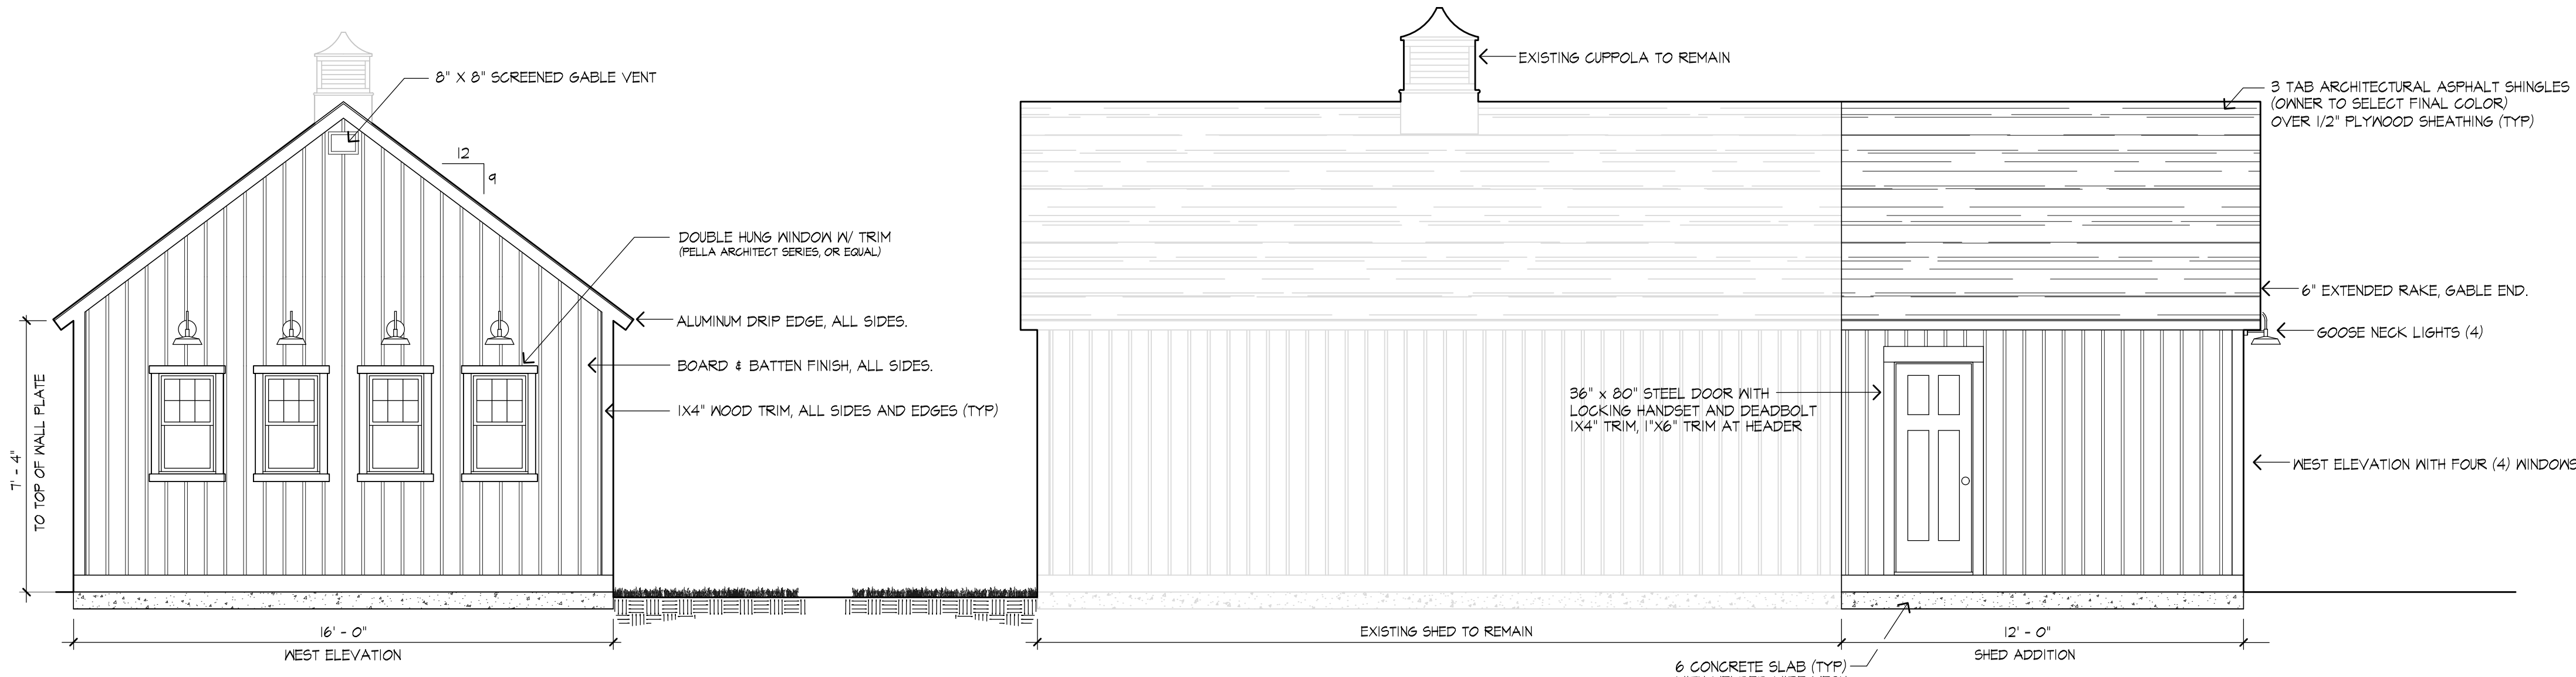 8" X 8" SCREENED GABLE VENT
12
9
DOUBLE HUNG WINDOW W/ TRIM
(PELLA ARCHITECT SERIES, OR EQUAL)
ALUMINUM DRIP EDGE, ALL SIDES.
BOARD & BATTEN FINISH, ALL SIDES.
1X4" WOOD TRIM, ALL SIDES AND EDGES (TYP)
7' - 4"
TO TOP OF WALL PLATE
16' - 0"
WEST ELEVATION
EXISTING CUPPOLA TO REMAIN
3 TAB ARCHITECTURAL ASPHALT SHINGLES
(OWNER TO SELECT FINAL COLOR)
OVER 1/2" PLYWOOD SHEATHING (TYP)
6" EXTENDED RAKE, GABLE END.
GOOSE NECK LIGHTS (4)
36" x 80" STEEL DOOR WITH
LOCKING HANDSET AND DEADBOLT
1X4" TRIM, 1"X6" TRIM AT HEADER
WEST ELEVATION WITH FOUR (4) WINDOWS
EXISTING SHED TO REMAIN
12' - 0"
SHED ADDITION
6 CONCRETE SLAB (TYP)